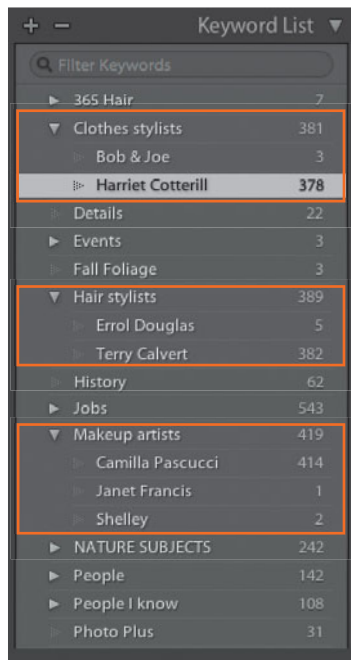 + − Keyword List ▼
Filter Keywords
365 Hair 7
Clothes stylists 381
Bob & Joe 3
Harriet Cotterill 378
Details 22
Events 3
Fall Foliage 3
Hair stylists 389
Errol Douglas 5
Terry Calvert 382
History 62
Jobs 543
Makeup artists 419
Camilla Pascucci 414
Janet Francis 1
Shelley 2
NATURE SUBJECTS 242
People 142
People I know 108
Photo Plus 31